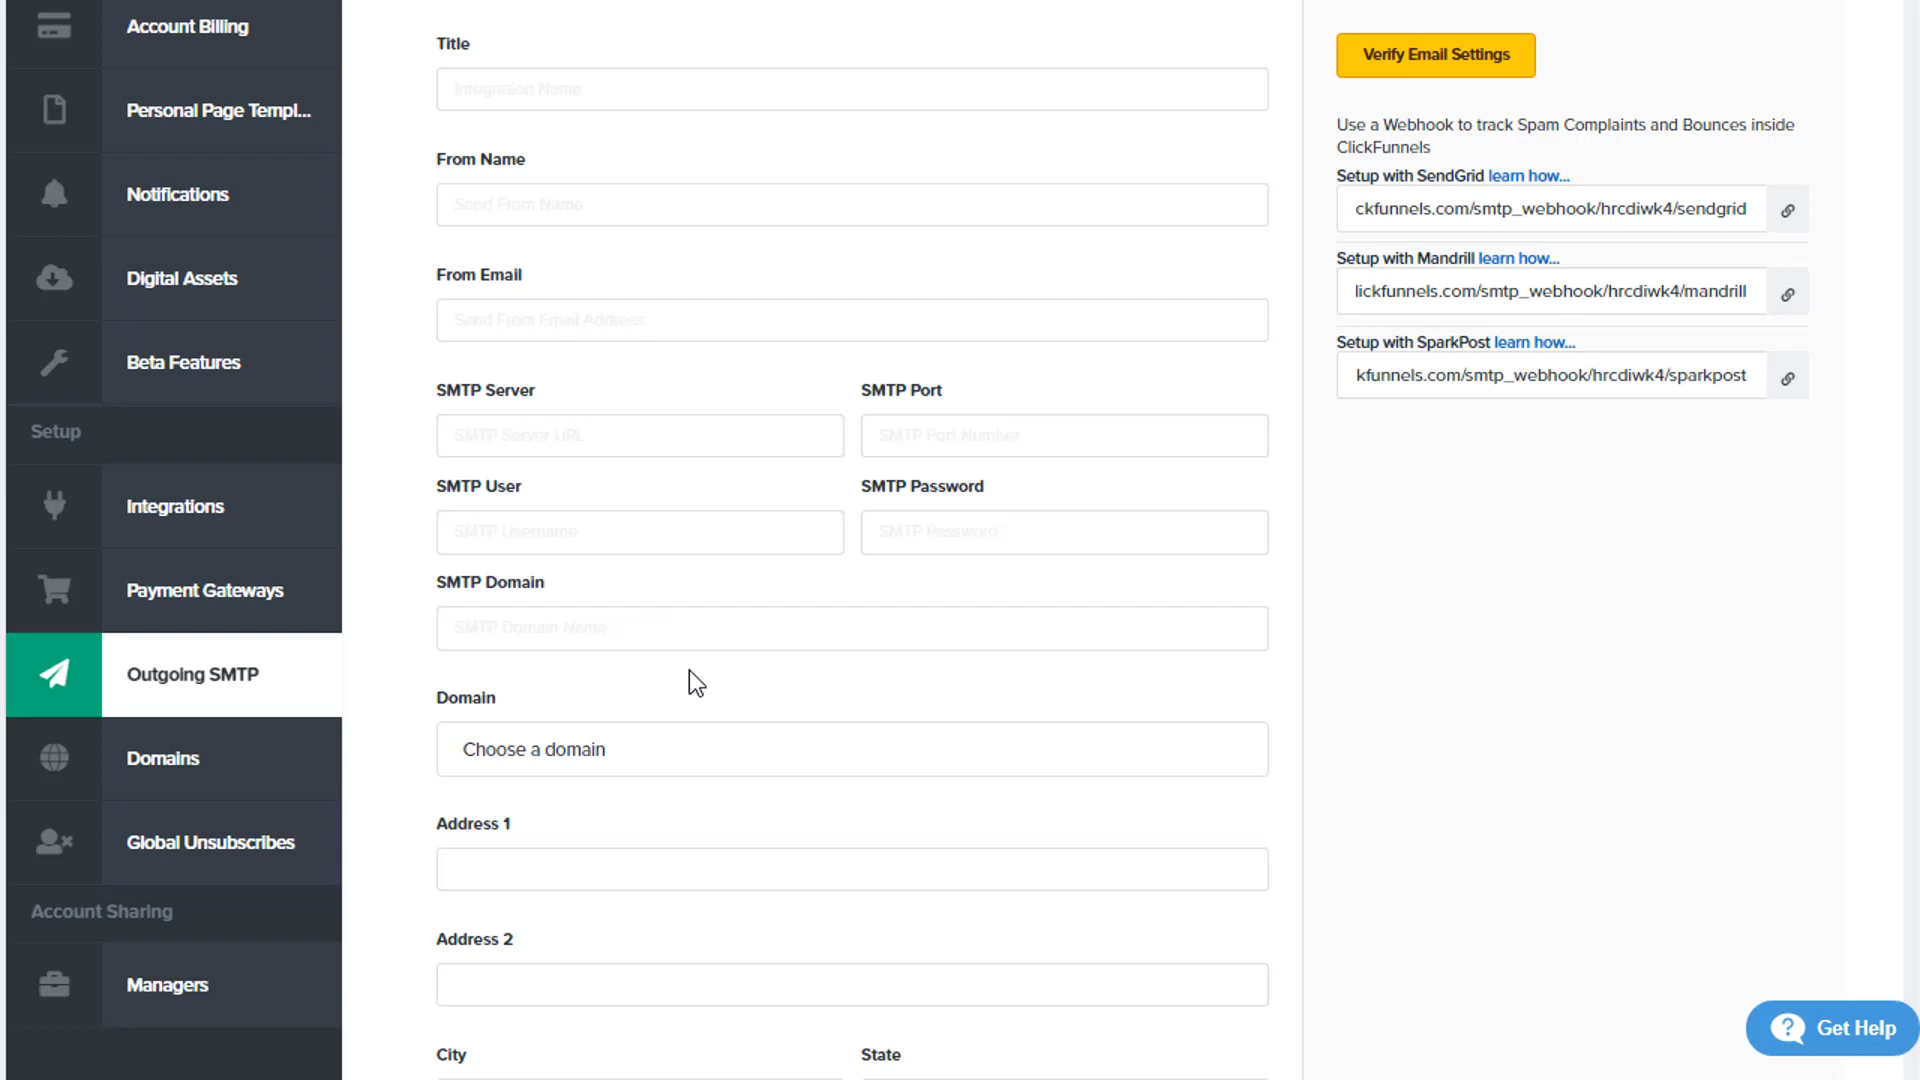 Account Billing
Personal Page Templ...
Notifications
Digital Assets
Beta Features
Setup
Integrations
Payment Gateways
Outgoing SMTP
Domains
Global Unsubscribes
Account Sharing
Managers
Title
Integration Name
From Name
Send From Name
From Email
Send From Email Address
SMTP Server
SMTP Port
SMTP Server URL
SMTP Port Number
SMTP User
SMTP Password
SMTP Username
SMTP Password
SMTP Domain
SMTP Domain Name
Domain
Choose a domain
Address 1
Address 2
City
State
Verify Email Settings
Use a Webhook to track Spam Complaints and Bounces inside
ClickFunnels
Setup with SendGrid learn how...
ckfunnels.com/smtp_webhook/hrcdiwk4/sendgrid
Setup with Mandrill learn how...
lickfunnels.com/smtp_webhook/hrcdiwk4/mandrill
Setup with SparkPost learn how...
kfunnels.com/smtp_webhook/hrcdiwk4/sparkpost
Get Help